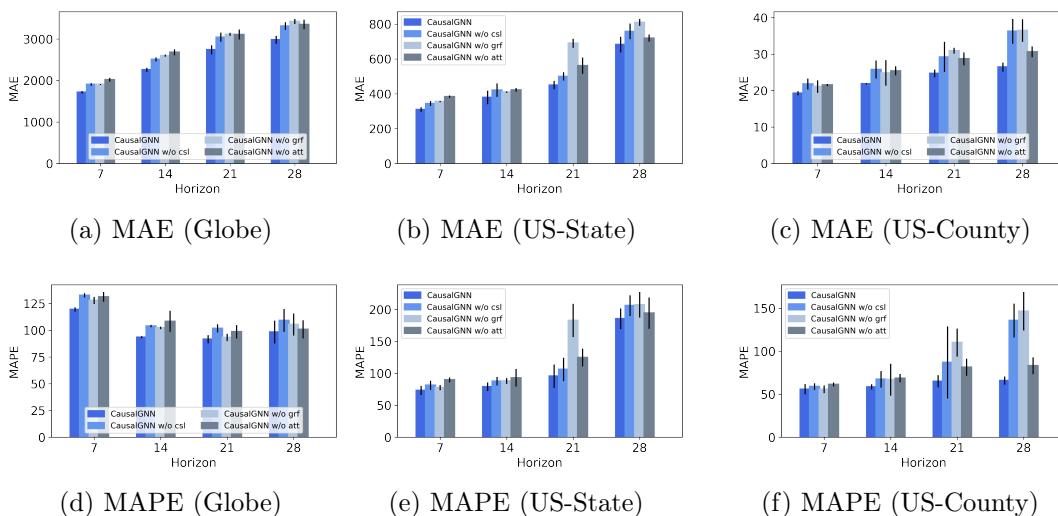 3000
2000
1000
0
MAE
CausalGNN
CausalGNN w/o csl
CausalGNN w/o grf
CausalGNN w/o att
7 14 21 28
Horizon
(a) MAE (Globe)
800
600
400
200
0
MAE
CausalGNN
CausalGNN w/o csl
CausalGNN w/o grf
CausalGNN w/o att
7 14 21 28
Horizon
(b) MAE (US-State)
40
30
20
10
0
MAE
CausalGNN
CausalGNN w/o csl
CausalGNN w/o grf
CausalGNN w/o att
7 14 21 28
Horizon
(c) MAE (US-County)
125
100
75
50
25
0
MAPE
CausalGNN
CausalGNN w/o csl
CausalGNN w/o grf
CausalGNN w/o att
7 14 21 28
Horizon
(d) MAPE (Globe)
200
150
100
50
0
MAPE
CausalGNN
CausalGNN w/o csl
CausalGNN w/o grf
CausalGNN w/o att
7 14 21 28
Horizon
(e) MAPE (US-State)
150
100
50
0
MAPE
CausalGNN
CausalGNN w/o csl
CausalGNN w/o grf
CausalGNN w/o att
7 14 21 28
Horizon
(f) MAPE (US-County)